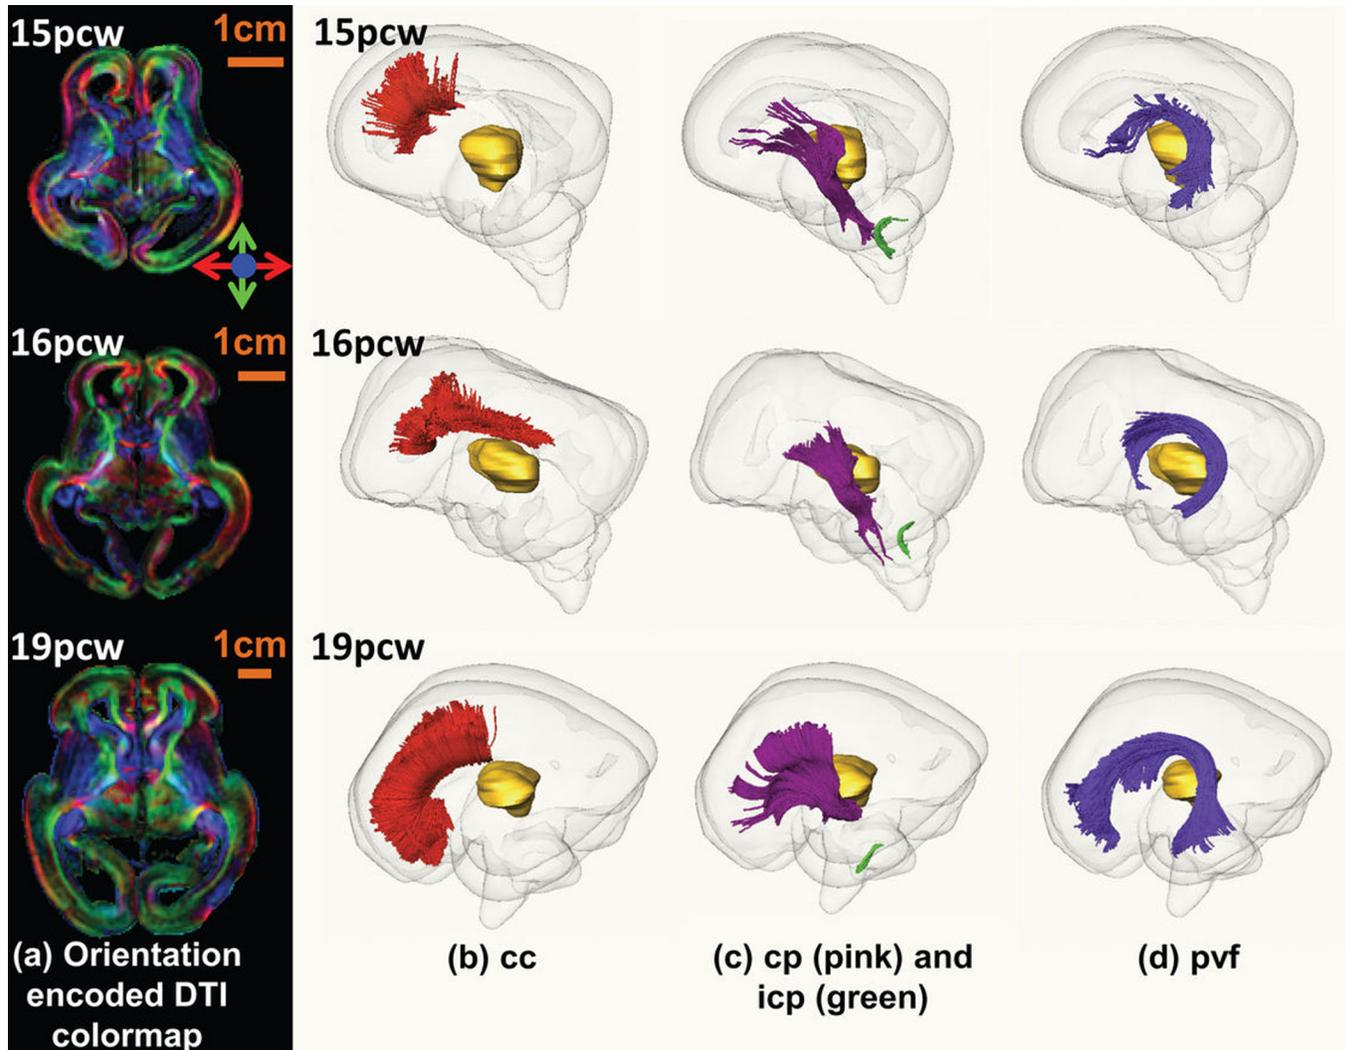 15pcw 1cm 15pcw
16pcw 1cm 16pcw
19pcw 1cm 19pcw
(a) Orientation
encoded DTI
colormap
(b) cc
(c) cp (pink) and
icp (green)
(d) pvf